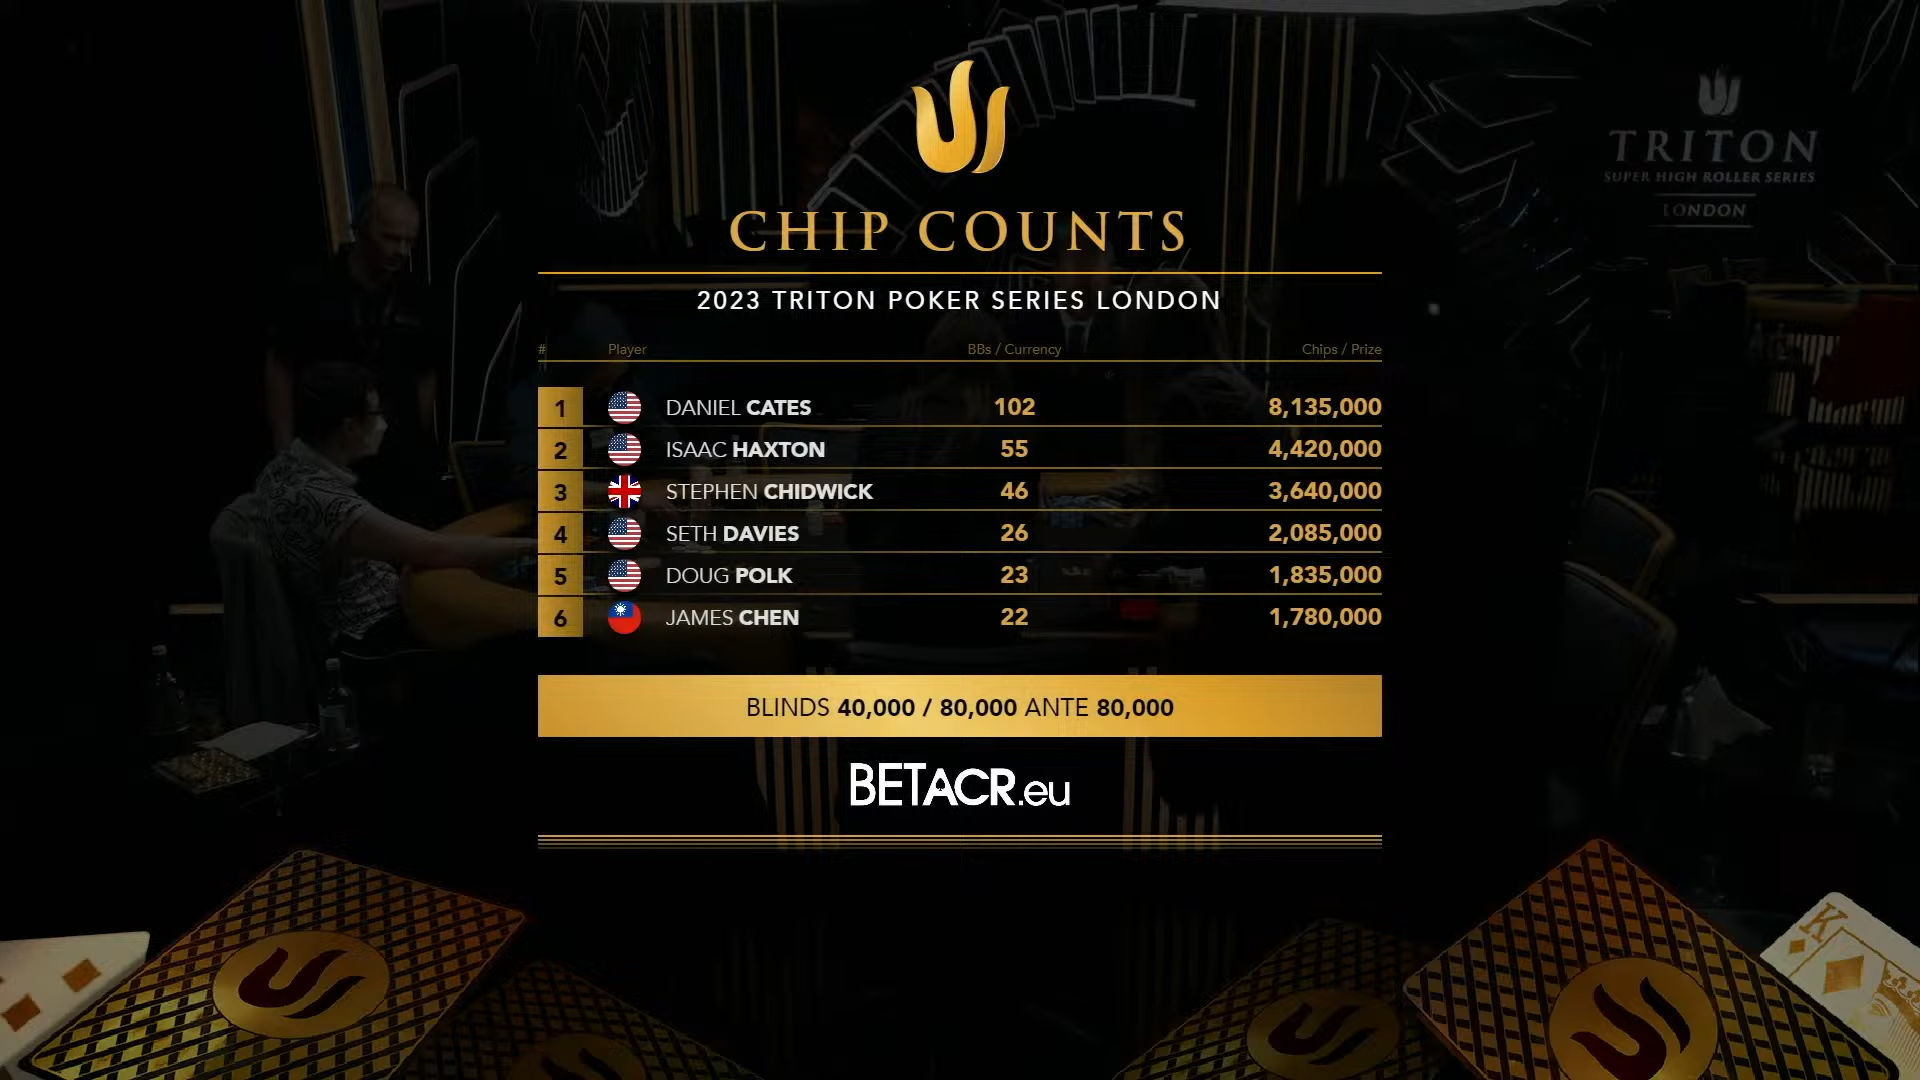 TRITON
SUPER HIGH ROLLER SERIES
LONDON
CHIP COUNTS
2023 TRITON POKER SERIES LONDON
# Player BBs / Currency Chips / Prize
1 DANIEL CATES 102 8,135,000
2 ISAAC HAXTON 55 4,420,000
3 STEPHEN CHIDWICK 46 3,640,000
4 SETH DAVIES 26 2,085,000
5 DOUG POLK 23 1,835,000
6 JAMES CHEN 22 1,780,000
BLINDS 40,000 / 80,000 ANTE 80,000
BETACR.eu
K